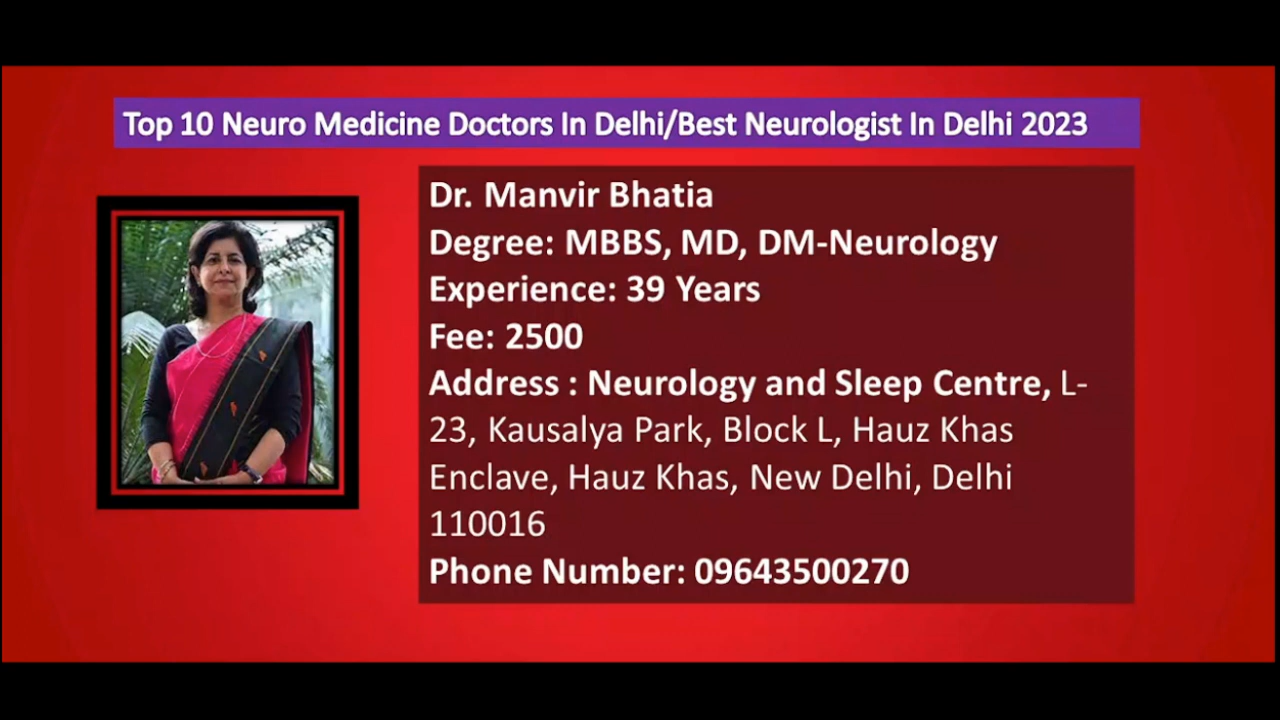 Top 10 Neuro Medicine Doctors In Delhi/Best Neurologist In Delhi 2023
Dr. Manvir Bhatia
Degree: MBBS, MD, DM-Neurology
Experience: 39 Years
Fee: 2500
Address : Neurology and Sleep Centre, L-
23, Kausalya Park, Block L, Hauz Khas
Enclave, Hauz Khas, New Delhi, Delhi
110016
Phone Number: 09643500270